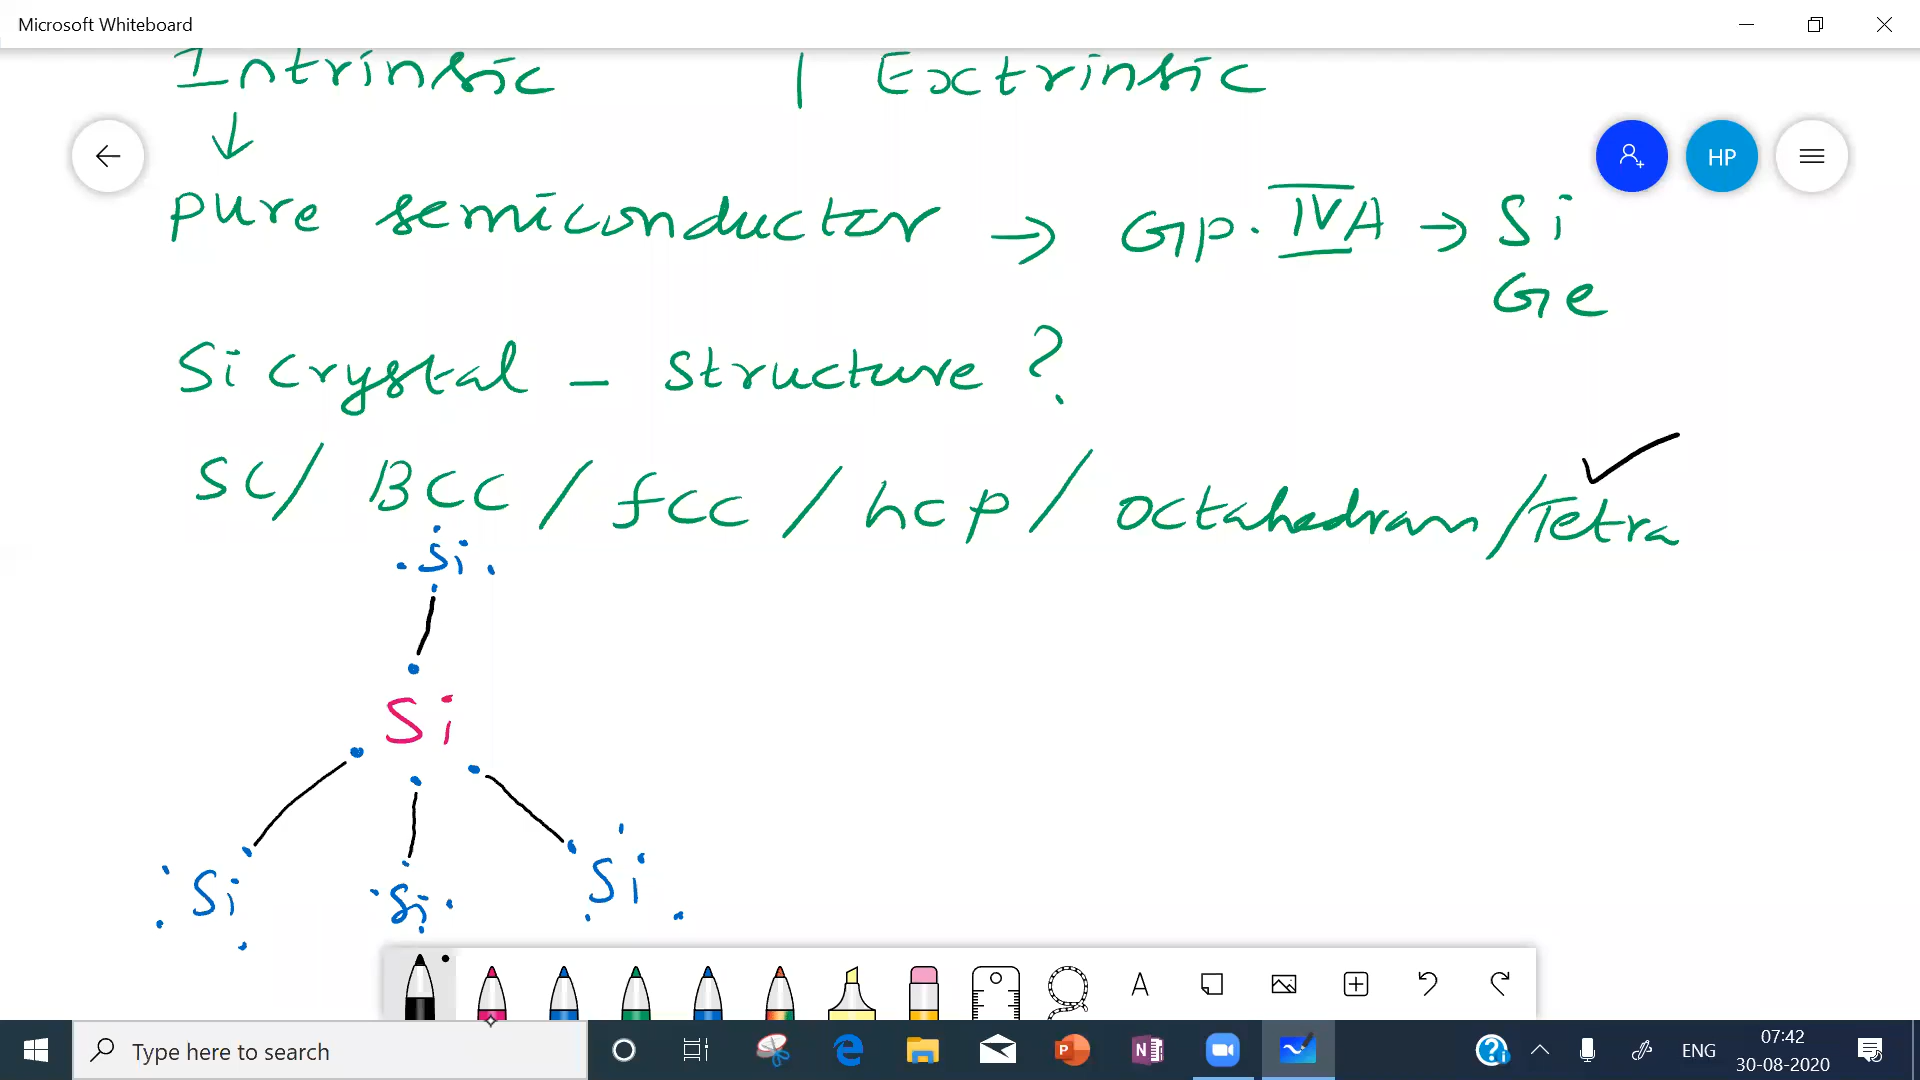 Microsoft Whiteboard
Intrinsic | Extrinsic
↓
pure semiconductor → Gp. IVA → Si
Ge
HP
Si crystal - structure ?
SC/ BCC / fcc / hcp / octahedram/Tetra
Si
Si
Si Si Si
A
Type here to search
ENG
07:42
30-08-2020